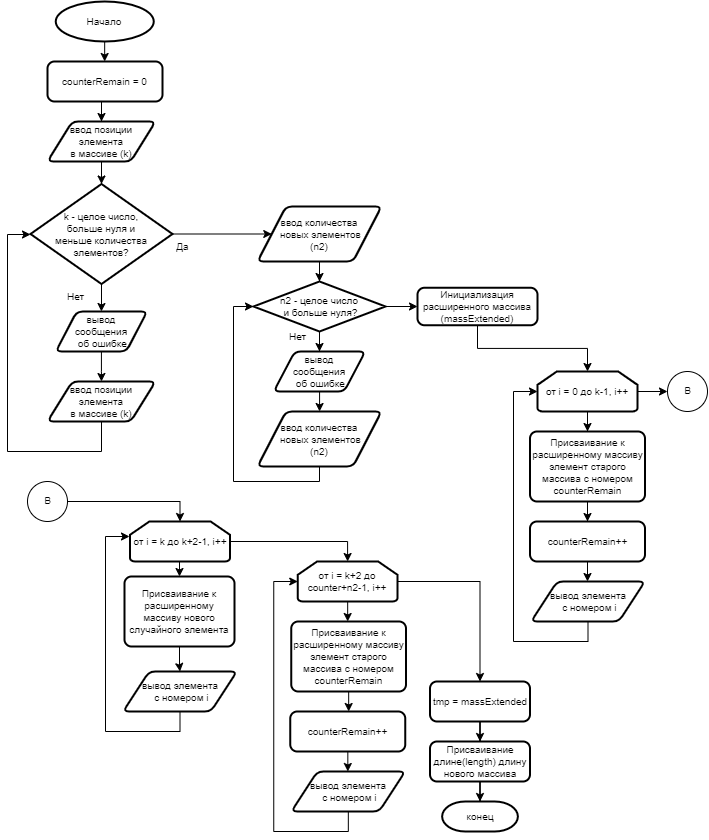 Начало
counterRemain = 0
ввод позиции
элемента
в массиве (k)
k - целое число,
больше нуля и
меньше количества
элементов?
Да
Нет
вывод
сообщения
об ошибке
ввод позиции
элемента
в массиве (k)
ввод количества
новых элементов
(n2)
n2 - целое число
и больше нуля?
Нет
вывод
сообщения
об ошибке
ввод количества
новых элементов
(n2)
Инициализация
расширенного массива
(massExtended)
от i = 0 до k-1, i++
B
Присваивание к
расширенному массиву
элемент старого
массива с номером
counterRemain
counterRemain++
вывод элемента
с номером i
B
от i = k до k+2-1, i++
Присваивание к
расширенному
массиву нового
случайного элемента
вывод элемента
с номером i
от i = k+2 до
counter+n2-1, i++
Присваивание к
расширенному массиву
элемент старого
массива с номером
counterRemain
counterRemain++
вывод элемента
с номером i
tmp = massExtended
Присваивание
длине(length) длину
нового массива
конец